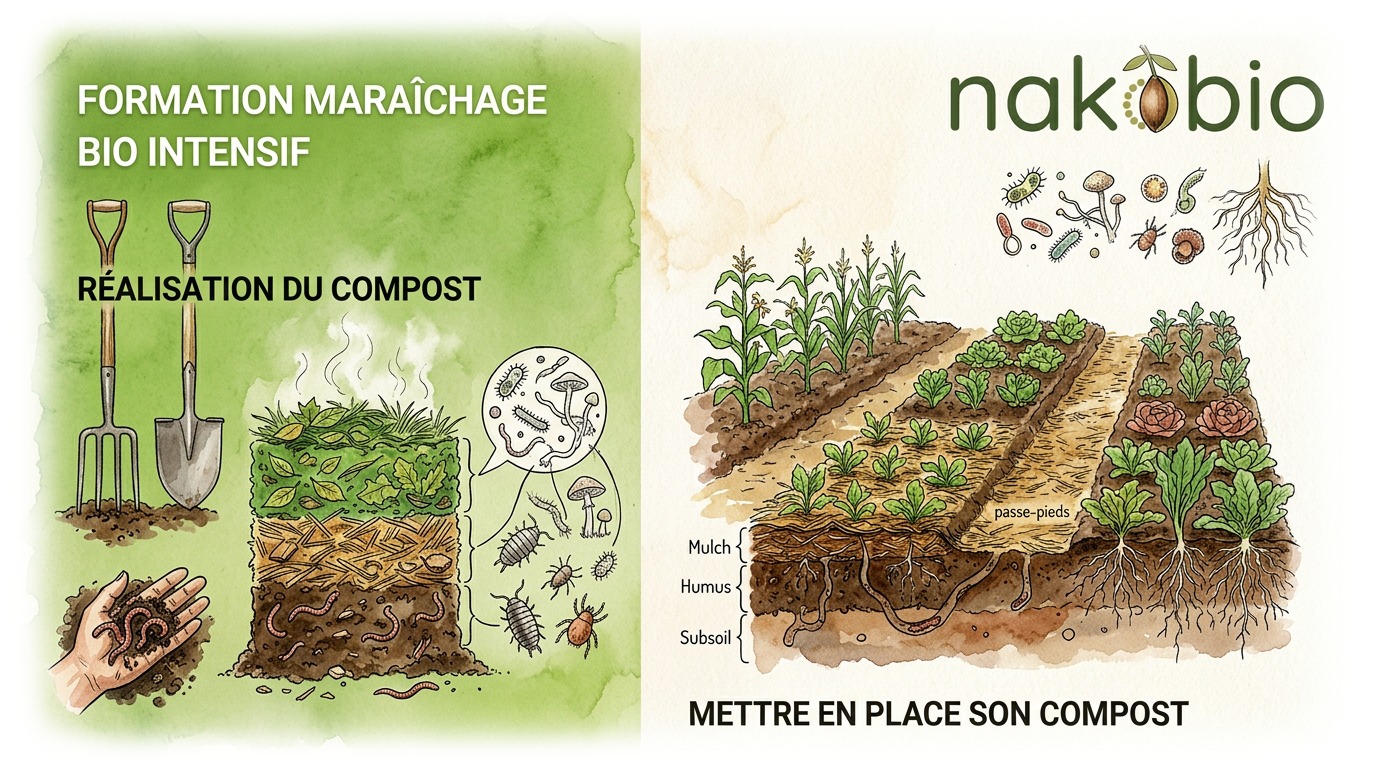 FORMATION MARAÎCHAGE
BIO INTENSIF
RÉALISATION DU COMPOST
nakobio
passe-pieds
Mulch
Humus
Subsoil
METTRE EN PLACE SON COMPOST